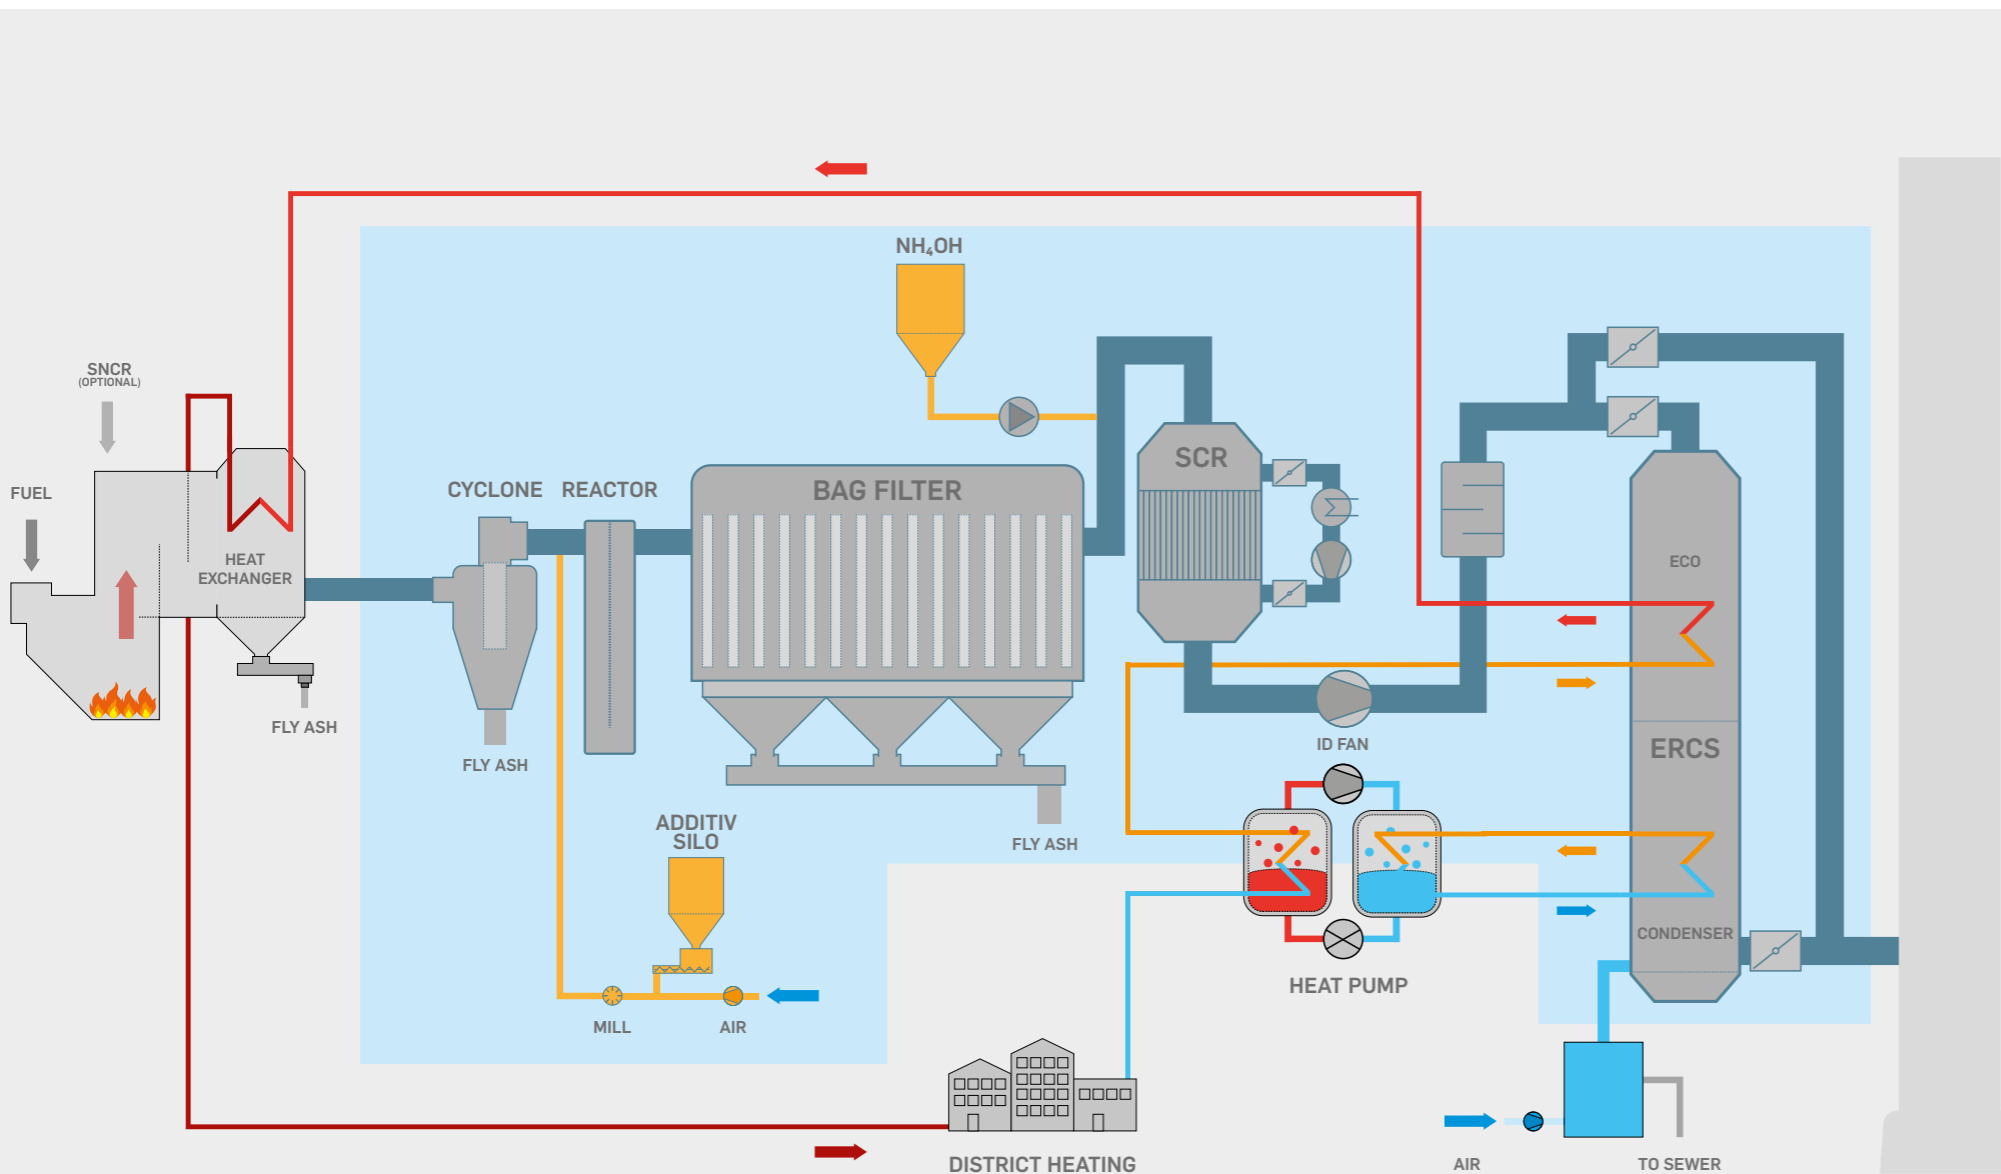 NH₄OH
SNCR
(OPTIONAL)
FUEL
CYCLONE
REACTOR
BAG FILTER
SCR
HEAT
EXCHANGER
ECO
FLY ASH
FLY ASH
ID FAN
ERCS
ADDITIV
SILO
FLY ASH
CONDENSER
HEAT PUMP
MILL
AIR
DISTRICT HEATING
AIR
TO SEWER